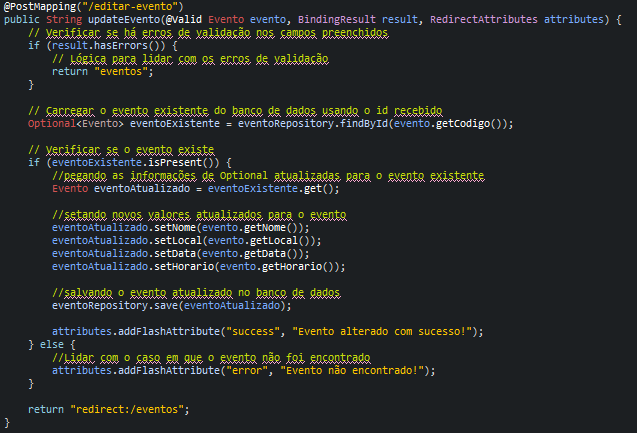 @PostMapping("/editar-evento")
public String updateEvento(@Valid Evento evento, BindingResult result, RedirectAttributes attributes) {
// Verificar se há erros de validação nos campos preenchidos
if (result.hasErrors()) {
// Lógica para lidar com os erros de validação
return "eventos";
}
// Carregar o evento existente do banco de dados usando o id recebido
Optional<Evento> eventoExistente = eventoRepository.findById(evento.getCodigo());
// Verificar se o evento existe
if (eventoExistente.isPresent()) {
//pegando as informações de Optional atualizadas para o evento existente
Evento eventoAtualizado = eventoExistente.get();
//setando novos valores atualizados para o evento
eventoAtualizado.setNome(evento.getNome());
eventoAtualizado.setLocal(evento.getLocal());
eventoAtualizado.setData(evento.getData());
eventoAtualizado.setHorario(evento.getHorario());
//salvando o evento atualizado no banco de dados
eventoRepository.save(eventoAtualizado);
attributes.addFlashAttribute("success", "Evento alterado com sucesso!");
} else {
//Lidar com o caso em que o evento não foi encontrado
attributes.addFlashAttribute("error", "Evento não encontrado!");
}
return "redirect:/eventos";
}